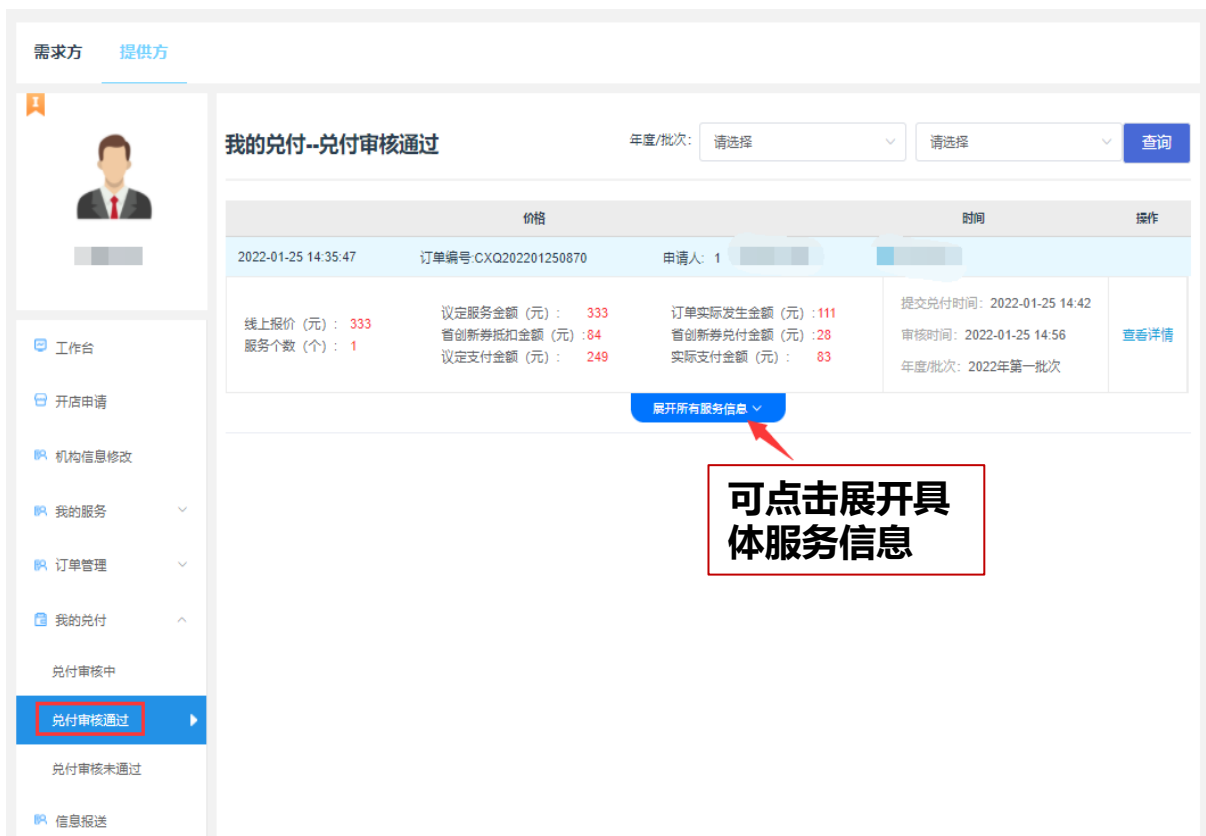 需求方 提供方
我的兑付--兑付审核通过 年度/批次： 请选择 请选择 查询
价格 时间 操作
2022-01-25 14:35:47 订单编号:CXQ202201250870 申请人: 1
线上报价（元）: 333
服务个数（个）: 1
议定服务金额（元）: 333
首创新券抵扣金额（元）:84
议定支付金额（元）: 249
订单实际发生金额（元）:111
首创新券兑付金额（元）:28
实际支付金额（元）: 83
提交兑付时间: 2022-01-25 14:42
审核时间: 2022-01-25 14:56
年度/批次: 2022年第一批次
查看详情
展开所有服务信息
可点击展开具
体服务信息
工作台
开店申请
机构信息修改
我的服务
订单管理
我的兑付
兑付审核中
兑付审核通过
兑付审核未通过
信息报送